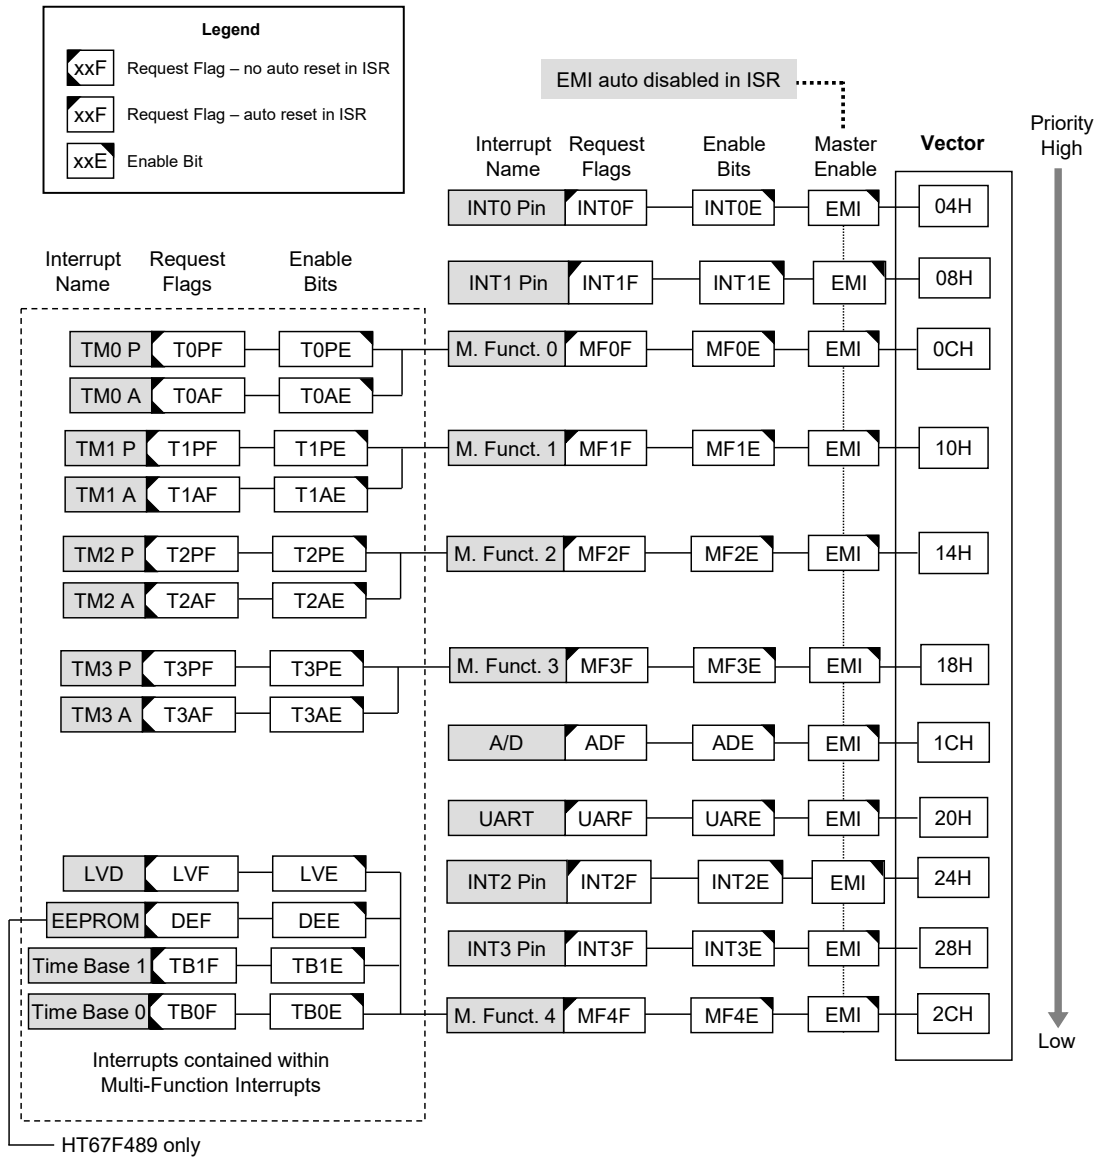 Legend
xxF Request Flag – no auto reset in ISR
xxF Request Flag – auto reset in ISR
xxE Enable Bit
EMI auto disabled in ISR
Priority
High
Interrupt Name
Request Flags
Enable Bits
Master Enable
Vector
INT0 Pin INT0F INT0E EMI 04H
Interrupt Name
Request Flags
Enable Bits
INT1 Pin INT1F INT1E EMI 08H
TM0 P T0PF T0PE M. Funct. 0 MF0F MF0E EMI 0CH
TM0 A T0AF T0AE
TM1 P T1PF T1PE M. Funct. 1 MF1F MF1E EMI 10H
TM1 A T1AF T1AE
TM2 P T2PF T2PE M. Funct. 2 MF2F MF2E EMI 14H
TM2 A T2AF T2AE
TM3 P T3PF T3PE M. Funct. 3 MF3F MF3E EMI 18H
TM3 A T3AF T3AE
A/D ADF ADE EMI 1CH
UART UARF UARE EMI 20H
LVD LVF LVE INT2 Pin INT2F INT2E EMI 24H
EEPROM DEF DEE
Time Base 1 TB1F TB1E INT3 Pin INT3F INT3E EMI 28H
Time Base 0 TB0F TB0E M. Funct. 4 MF4F MF4E EMI 2CH
Low
Interrupts contained within
Multi-Function Interrupts
HT67F489 only